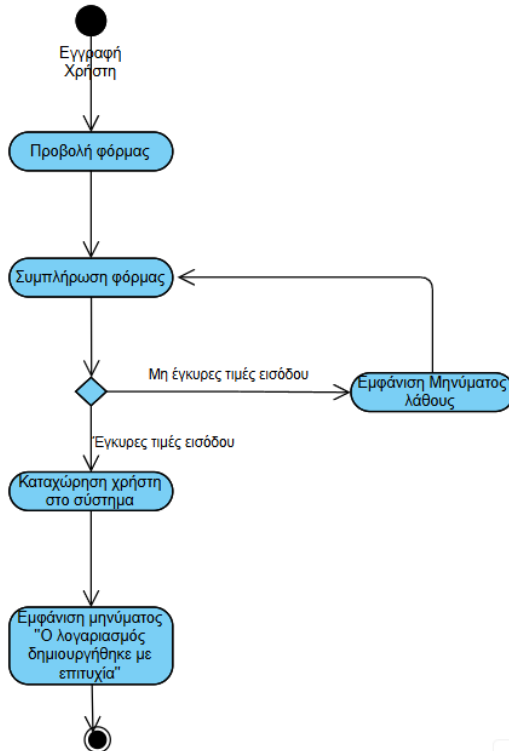 Εγγραφή
Χρήστη
Προβολή φόρμας
Συμπλήρωση φόρμας
Μη έγκυρες τιμές εισόδου
Εμφάνιση Μηνύματος
λάθους
Έγκυρες τιμές εισόδου
Καταχώρηση χρήστη
στο σύστημα
Εμφάνιση μηνύματος
"Ο λογαριασμός
δημιουργήθηκε με
επιτυχία"